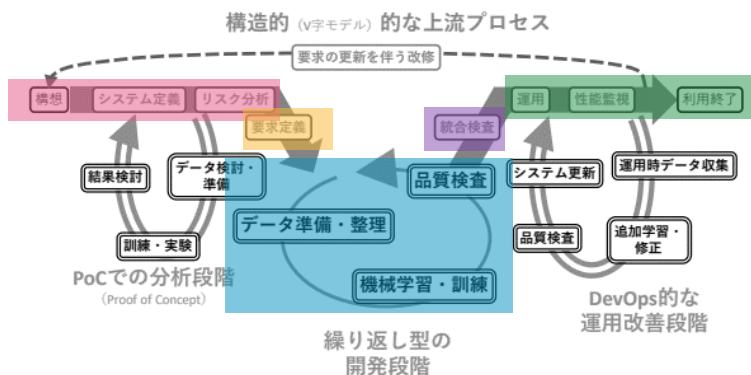 構造的（V字モデル）的な上流プロセス
要求の更新を伴う改修
構想
システム定義
リスク分析
運用
性能監視
利用終了
要求定義
統合検査
結果検討
データ検討・
準備
品質検査
システム更新
運用時データ収集
データ準備・整理
訓練・実験
品質検査
追加学習・
修正
PoCでの分析段階
（Proof of Concept）
機械学習・訓練
DevOps的な
運用改善段階
繰り返し型の
開発段階